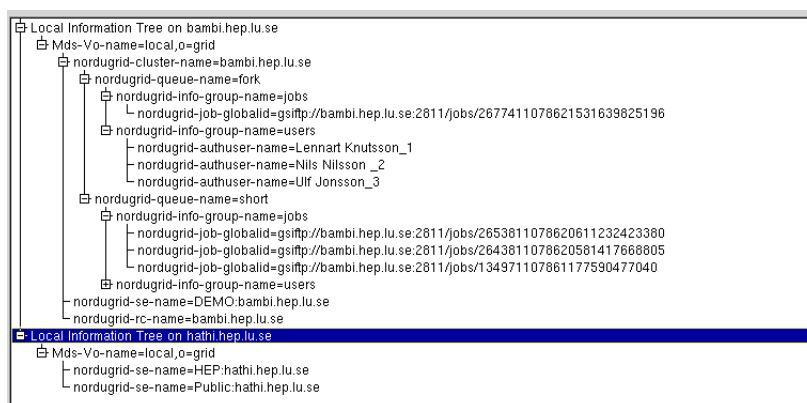 Local Information Tree on bambi.hep.lu.se
Mds-Vo-name=local,o=grid
nordugrid-cluster-name=bambi.hep.lu.se
nordugrid-queue-name=fork
nordugrid-info-group-name=jobs
nordugrid-job-globalid=gsiftp://bambi.hep.lu.se:2811/jobs/2677411078621531639825196
nordugrid-info-group-name=users
nordugrid-authuser-name=Lennart Knutsson_1
nordugrid-authuser-name=Nils Nilsson _2
nordugrid-authuser-name=Ulf Jonsson_3
nordugrid-queue-name=short
nordugrid-info-group-name=jobs
nordugrid-job-globalid=gsiftp://bambi.hep.lu.se:2811/jobs/2653811078620611232423380
nordugrid-job-globalid=gsiftp://bambi.hep.lu.se:2811/jobs/2643811078620581417668805
nordugrid-job-globalid=gsiftp://bambi.hep.lu.se:2811/jobs/134971107861177590477040
nordugrid-info-group-name=users
nordugrid-se-name=DEMO:bambi.hep.lu.se
nordugrid-rc-name=bambi.hep.lu.se
Local Information Tree on hathi.hep.lu.se
Mds-Vo-name=local,o=grid
nordugrid-se-name=HEP:hathi.hep.lu.se
nordugrid-se-name=Public:hathi.hep.lu.se